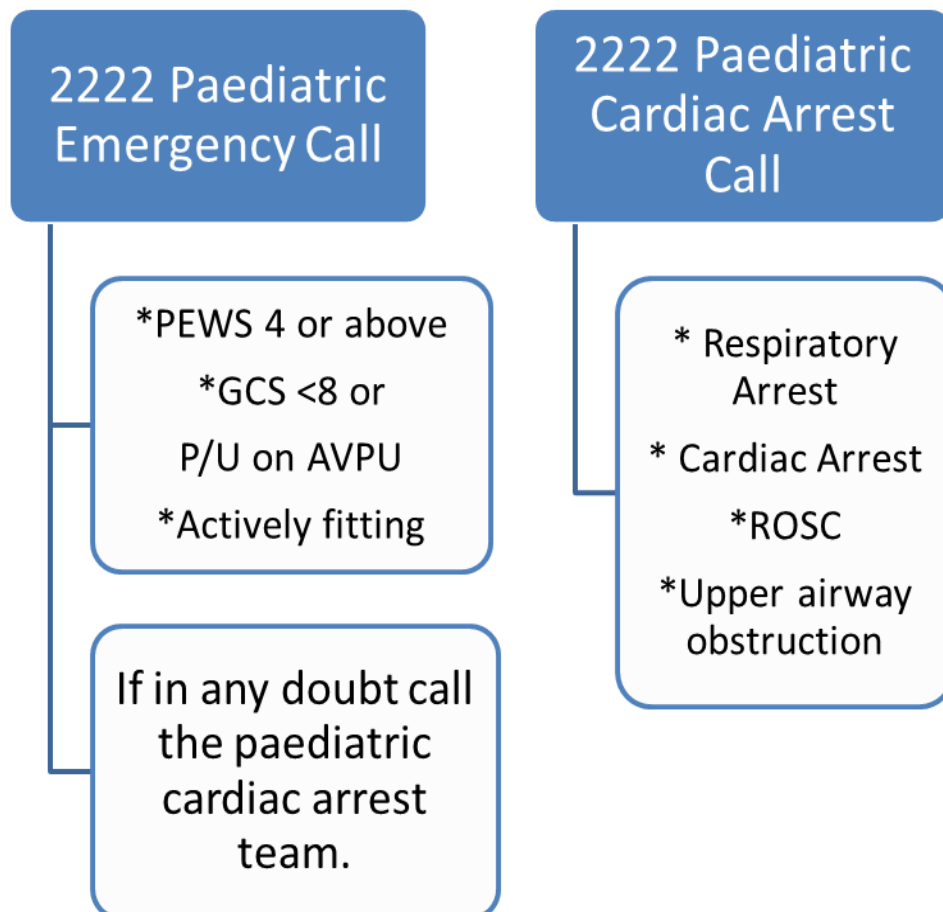 2222 Paediatric
Emergency Call
*PEWS 4 or above
*GCS <8 or
P/U on AVPU
*Actively fitting
If in any doubt call
the paediatric
cardiac arrest
team.
2222 Paediatric
Cardiac Arrest
Call
* Respiratory
Arrest
* Cardiac Arrest
*ROSC
*Upper airway
obstruction